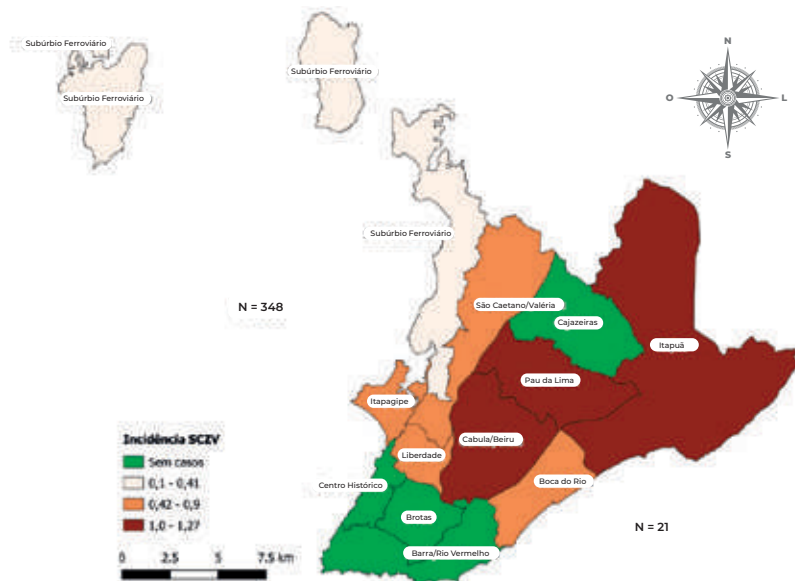 Subúrbio Ferroviário
Subúrbio Ferroviário
Subúrbio Ferroviário
N
O
L
S
Subúrbio Ferroviário
N = 348
São Caetano/Valéria
Cajazeiras
Itapuã
Pau da Lima
Itapagipe
Cabula/Beiru
Liberdade
Boca do Rio
Centro Histórico
Brotas
Barra/Rio Vermelho
N = 21
Incidência SCZV
Sem casos
0,1 - 0,41
0,42 - 0,9
1,0 - 1,27
0 2.5 5 7.5 km